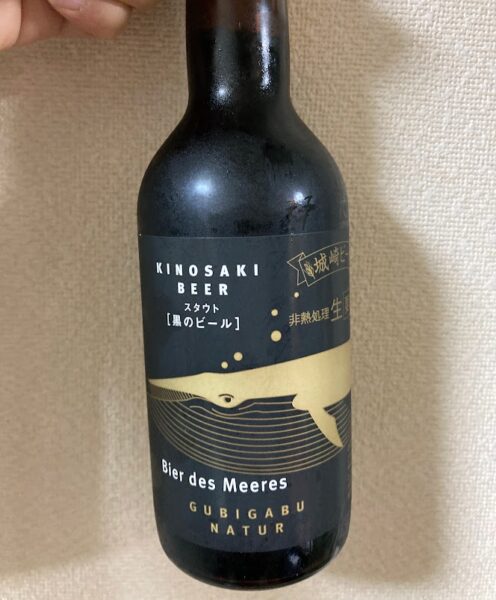 KINOSAKI
BEER
スタウト
[黒のビール]
城崎ビー
非熱処理 生
Bier des Meeres
GUBIGABU
NATUR